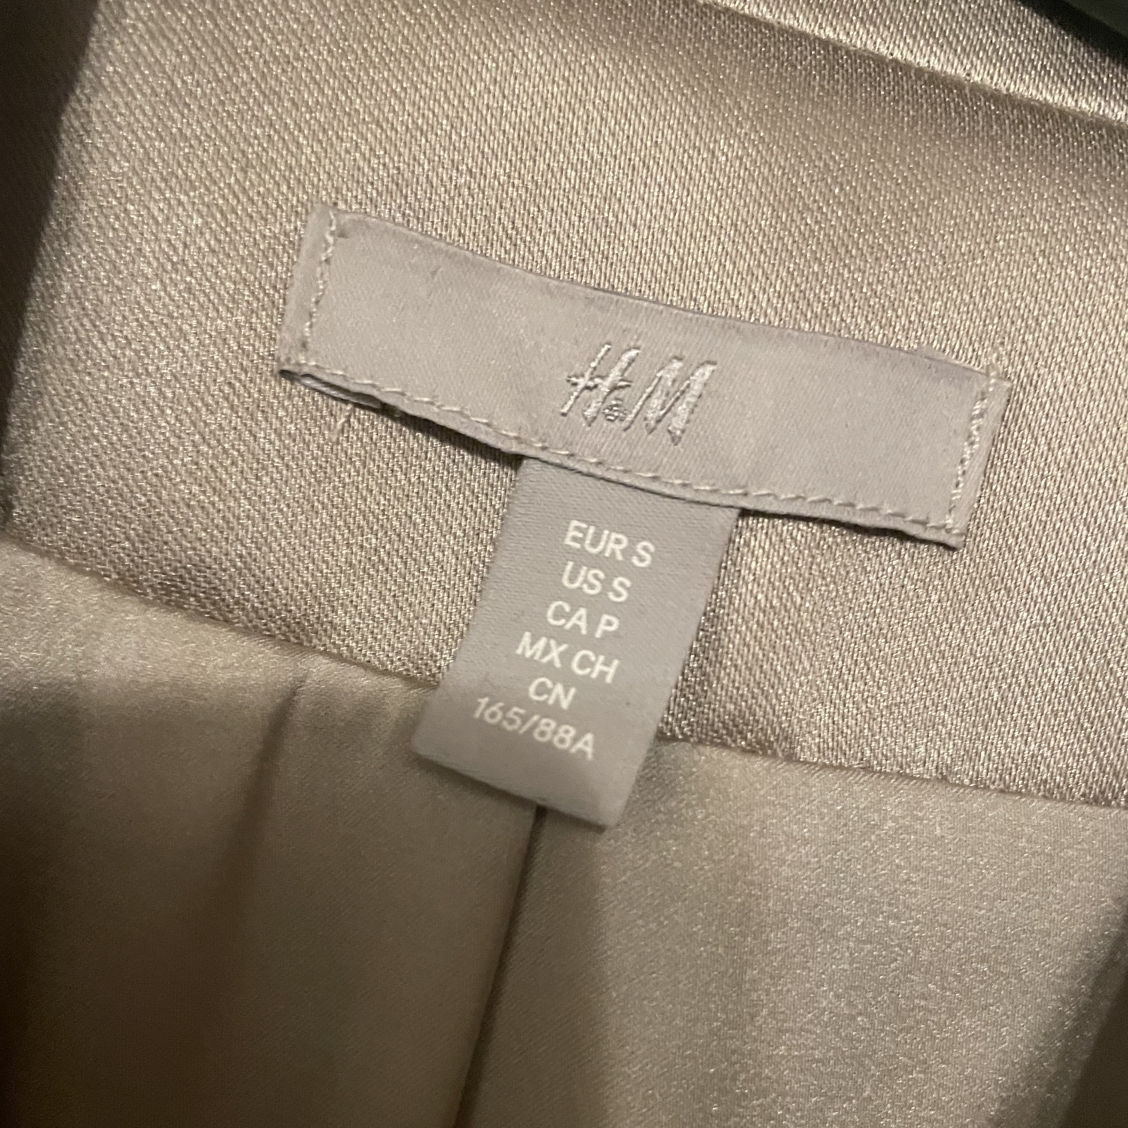 H&M
EUR S
US S
CA P
MX CH
CN
165/88A